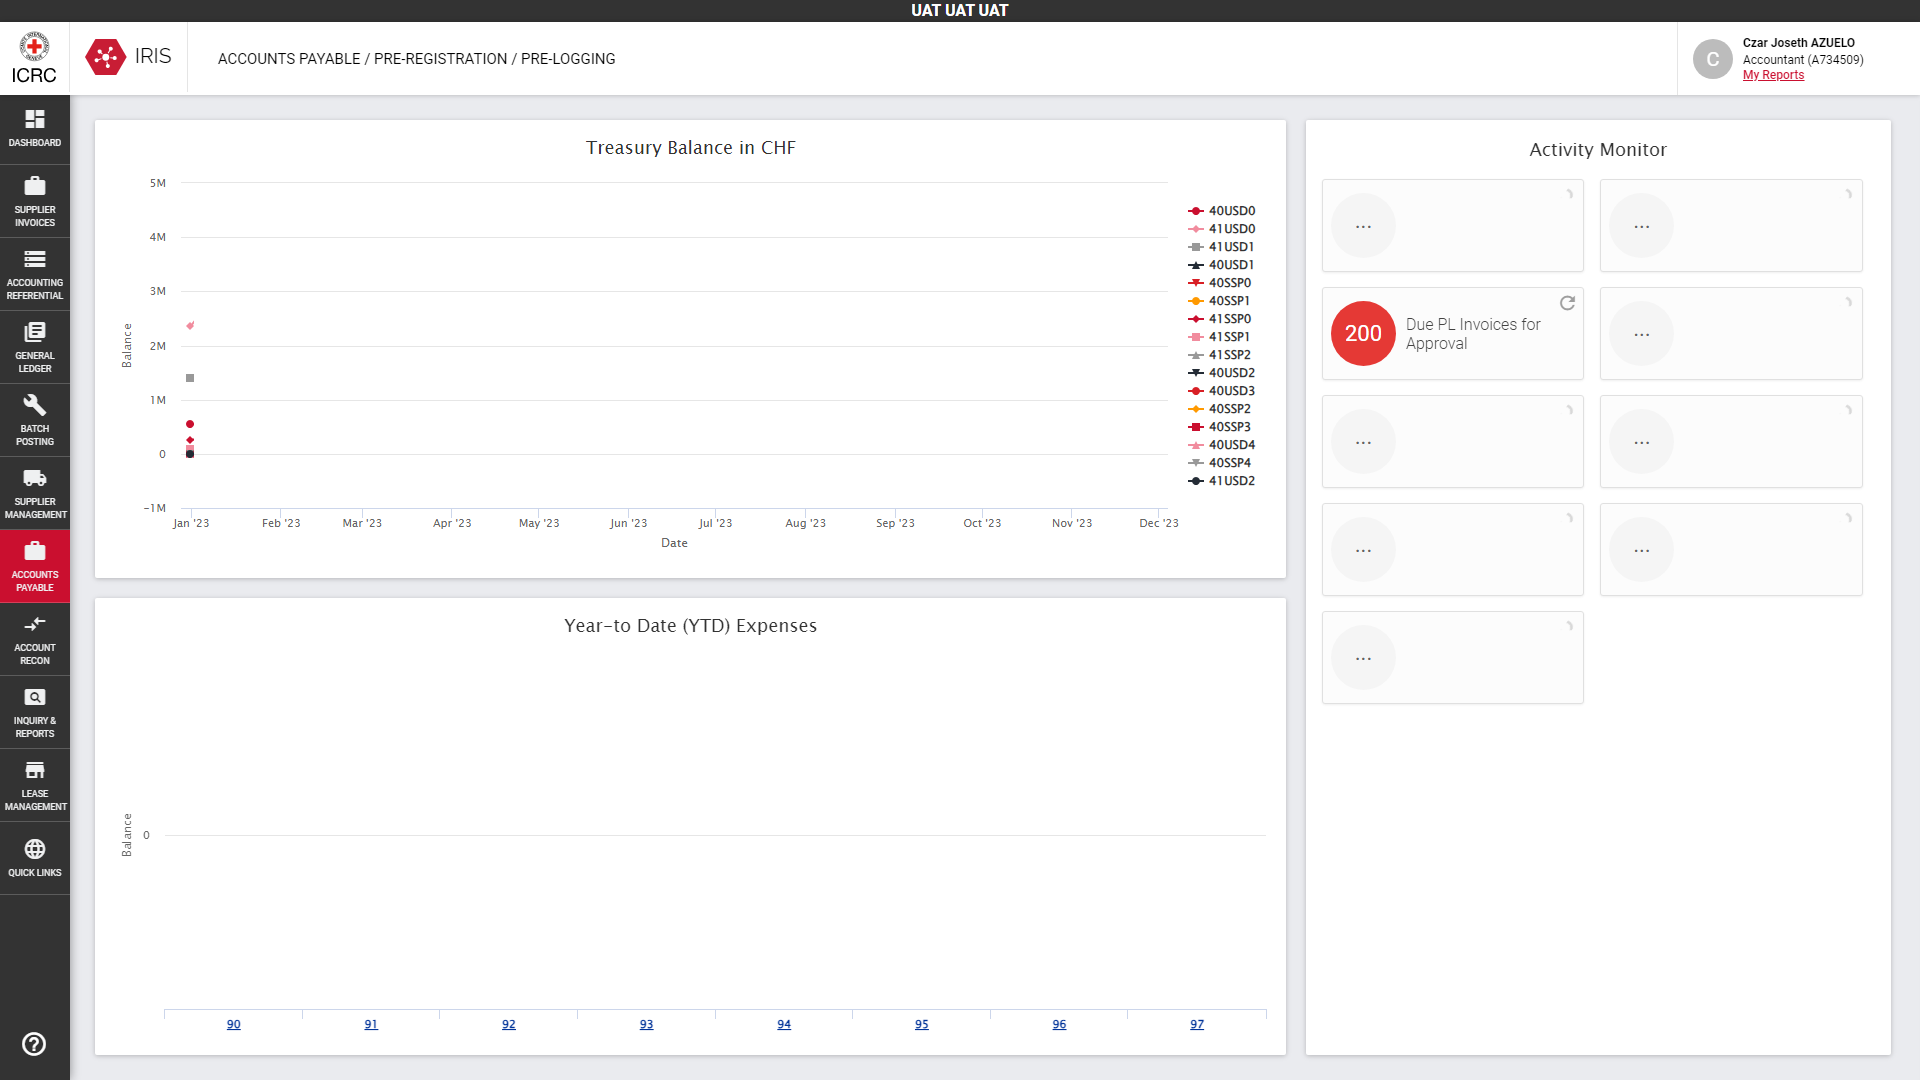 UAT UAT UAT
ICRC
IRIS
ACCOUNTS PAYABLE / PRE-REGISTRATION / PRE-LOGGING
C
Czar Joseth AZUELO
Accountant (A734509)
My Reports
DASHBOARD
SUPPLIER
INVOICES
ACCOUNTING
REFERENTIAL
GENERAL
LEDGER
BATCH
POSTING
SUPPLIER
MANAGEMENT
ACCOUNTS
PAYABLE
ACCOUNT
RECON
INQUIRY &
REPORTS
LEASE
MANAGEMENT
QUICK LINKS
Treasury Balance in CHF
5M
4M
3M
2M
1M
0
-1M
Balance
Jan '23
Feb '23
Mar '23
Apr '23
May '23
Jun '23
Jul '23
Aug '23
Sep '23
Oct '23
Nov '23
Dec '23
Date
40USD0
41USD0
41USD1
40USD1
40SSP0
40SSP1
41SSP0
41SSP1
41SSP2
40USD2
40USD3
40SSP2
40SSP3
40USD4
40SSP4
41USD2
Year-to Date (YTD) Expenses
Balance
0
90
91
92
93
94
95
96
97
Activity Monitor
...
...
200
Due PL Invoices for
Approval
...
...
...
...
...
...